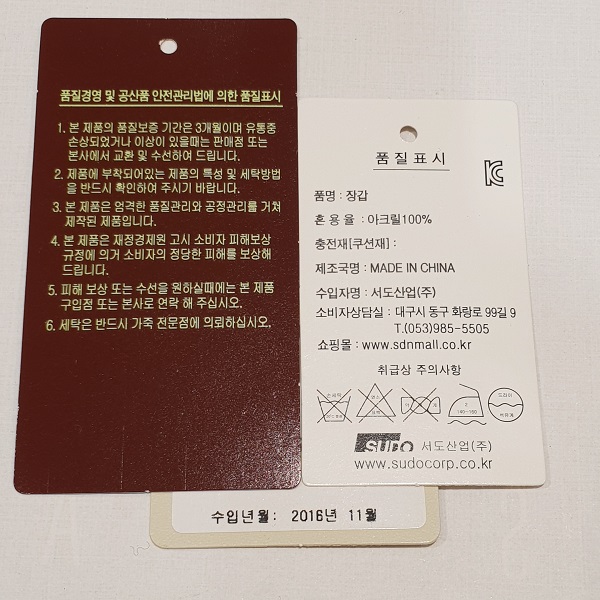 품질경영 및 공산품 안전관리법에 의한 품질표시
1. 본 제품의 품질보증 기간은 3개월이며 유통중
손상되었거나 이상이 있을때는 판매점 또는
본사에서 교환 및 수선하여 드립니다.
2. 제품에 부착되어있는 제품의 특성 및 세탁방법
을 반드시 확인하여 주시기 바랍니다.
3. 본 제품은 엄격한 품질관리와 공정관리를 거쳐
제작된 제품입니다.
4. 본 제품은 재정경제원 고시 소비자 피해보상
규정에 의거 소비자의 정당한 피해를 보상해
드립니다.
5. 피해 보상 또는 수선을 원하실때에는 본 제품
구입점 또는 본사로 연락 해 주십시오.
6. 세탁은 반드시 가죽 전문점에 의뢰하십시오.
품질표시
품명 : 장갑
혼용율 : 아크릴100%
충전재[쿠션재] :
제조국명 : MADE IN CHINA
수입자명 : 서도산업(주)
소비자상담실 : 대구시 동구 화랑로 99길 9
T.(053)985-5505
쇼핑몰 : www.sdnmall.co.kr
취급상 주의사항
손세탁
염소
2
140~160
드라이
석유계
SUDO 서도산업(주)
www.sudocorp.co.kr
수입년월: 2016년 11월